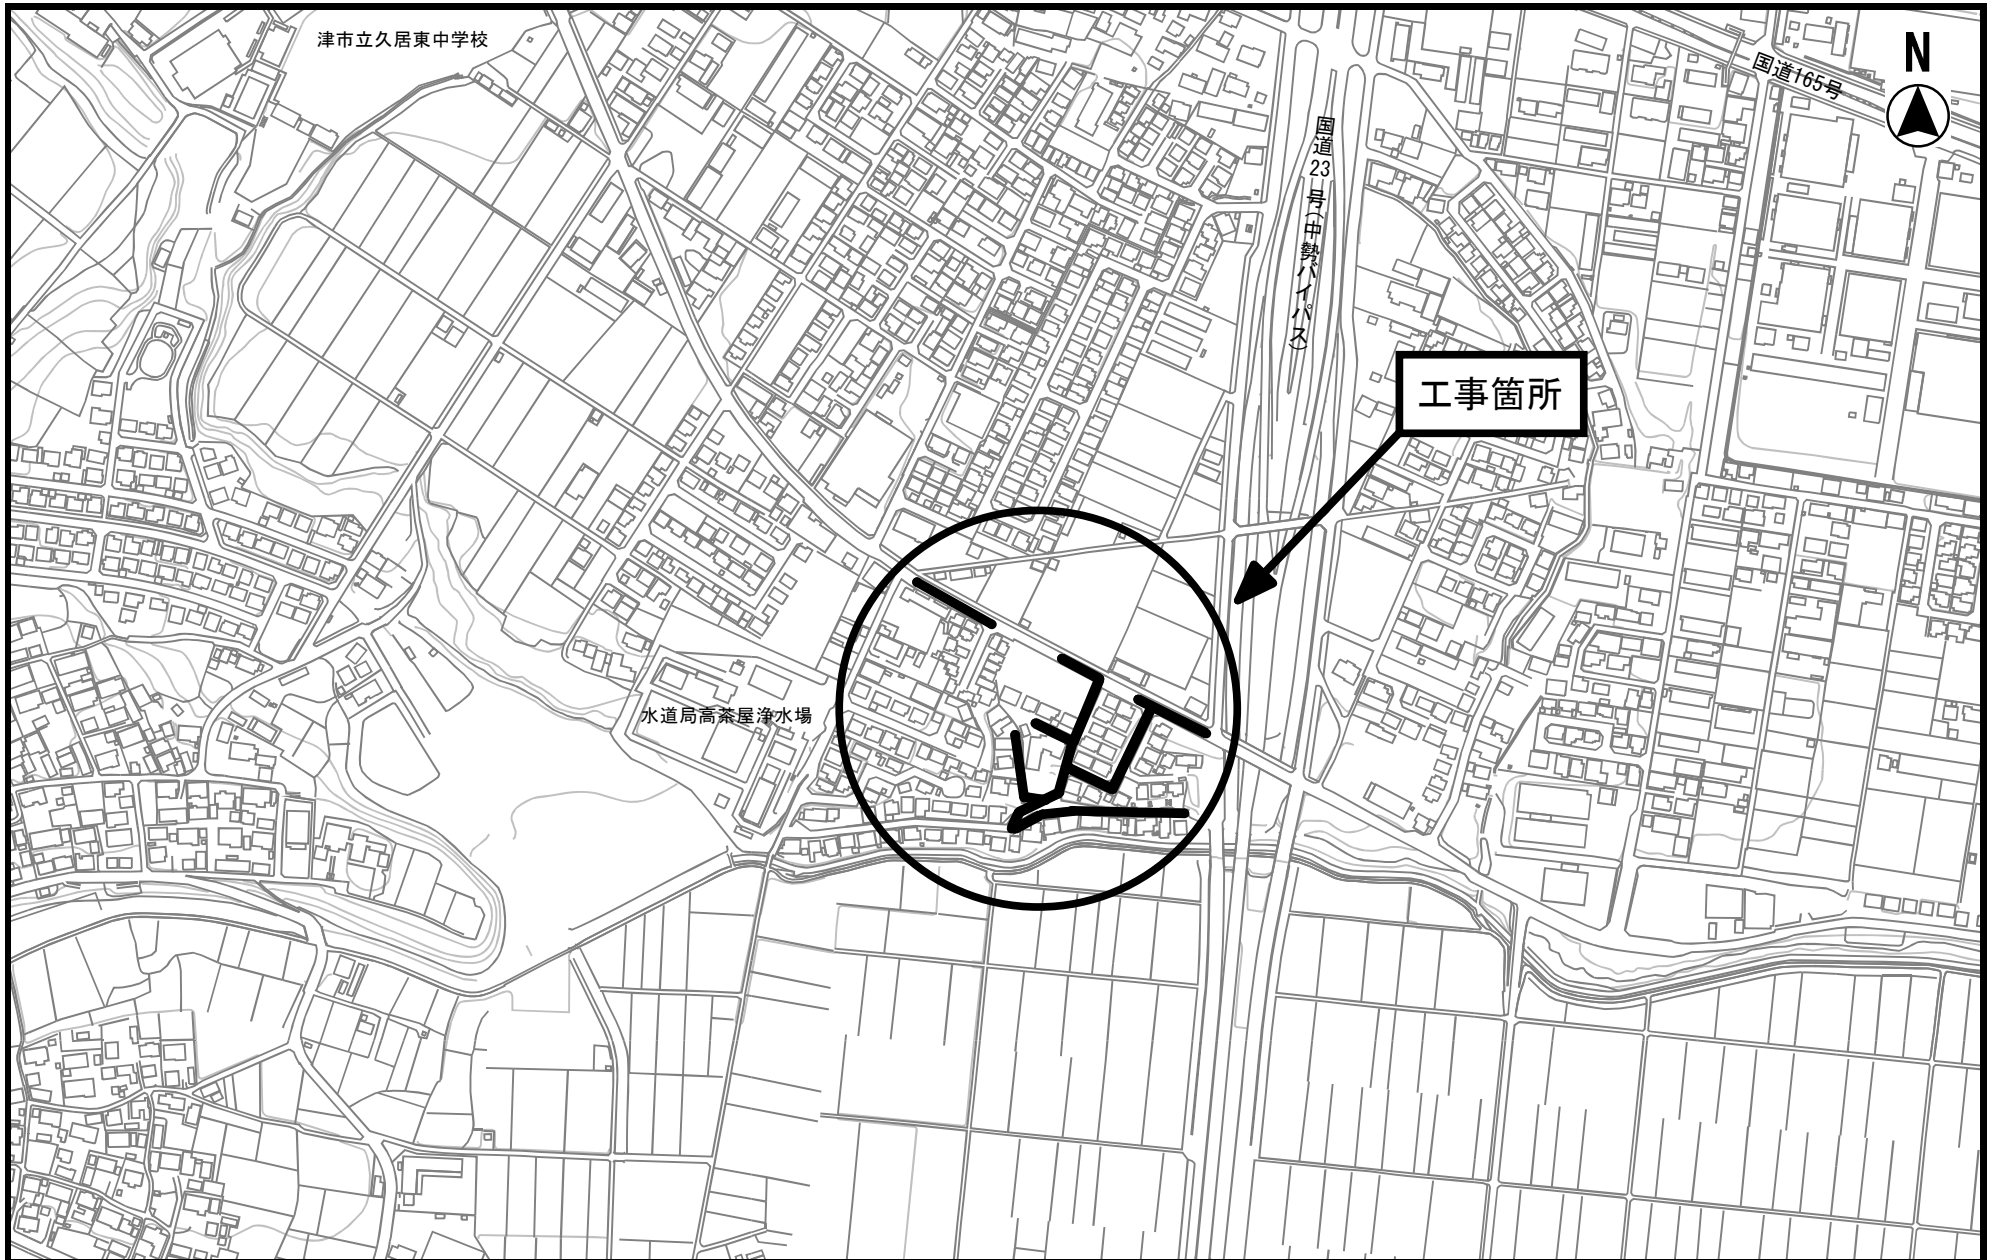 津市立久居東中学校
N
国道165号
国道23号(中勢バイパス)
工事箇所
水道局高茶屋浄水場